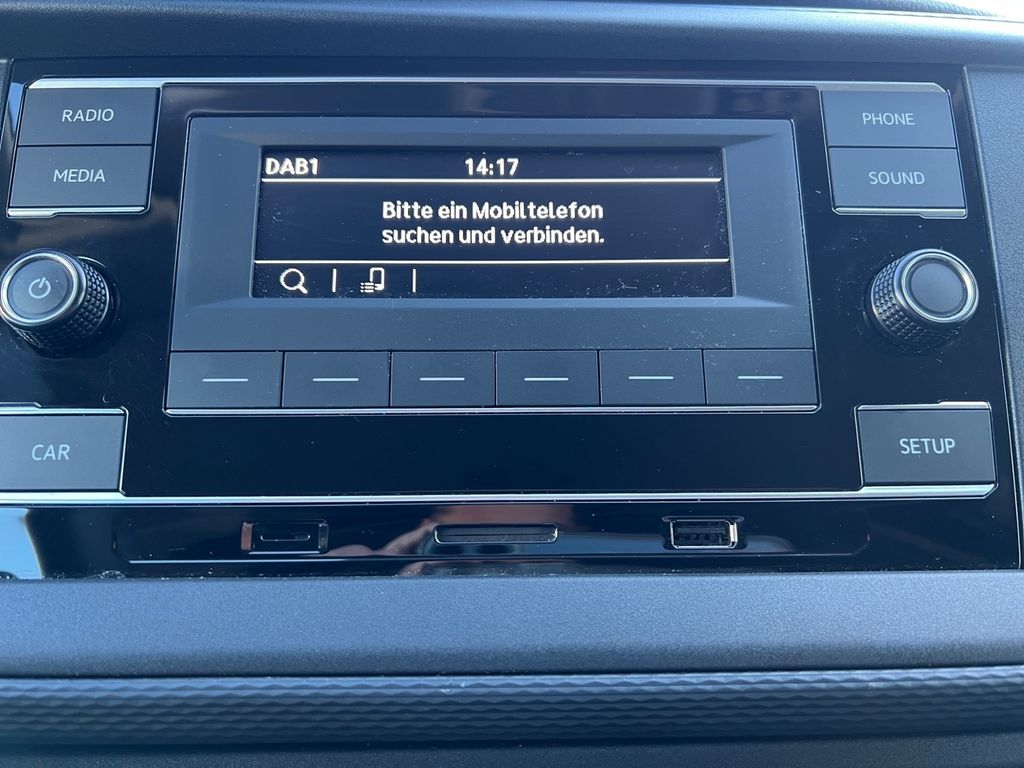 RADIO
PHONE
MEDIA
SOUND
DAB1 14:17
Bitte ein Mobiltelefon
suchen und verbinden.
CAR
SETUP